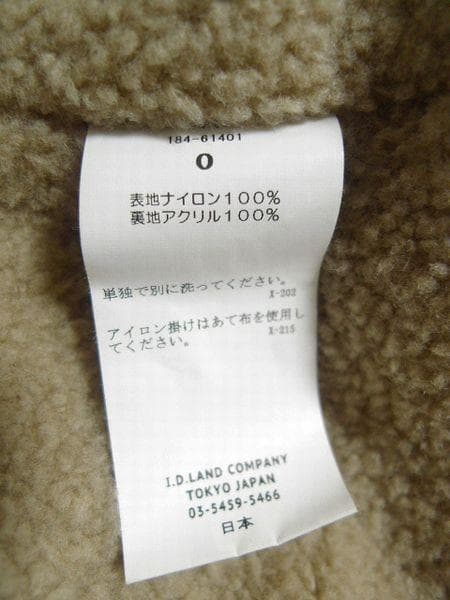 184-61401
0
表地ナイロン100%
裏地アクリル100%
単独で別に洗ってください。
X-202
アイロン掛けはあて布を使用し
てください。
X-215
I.D.LAND COMPANY
TOKYO JAPAN
03-5459-5466
日本